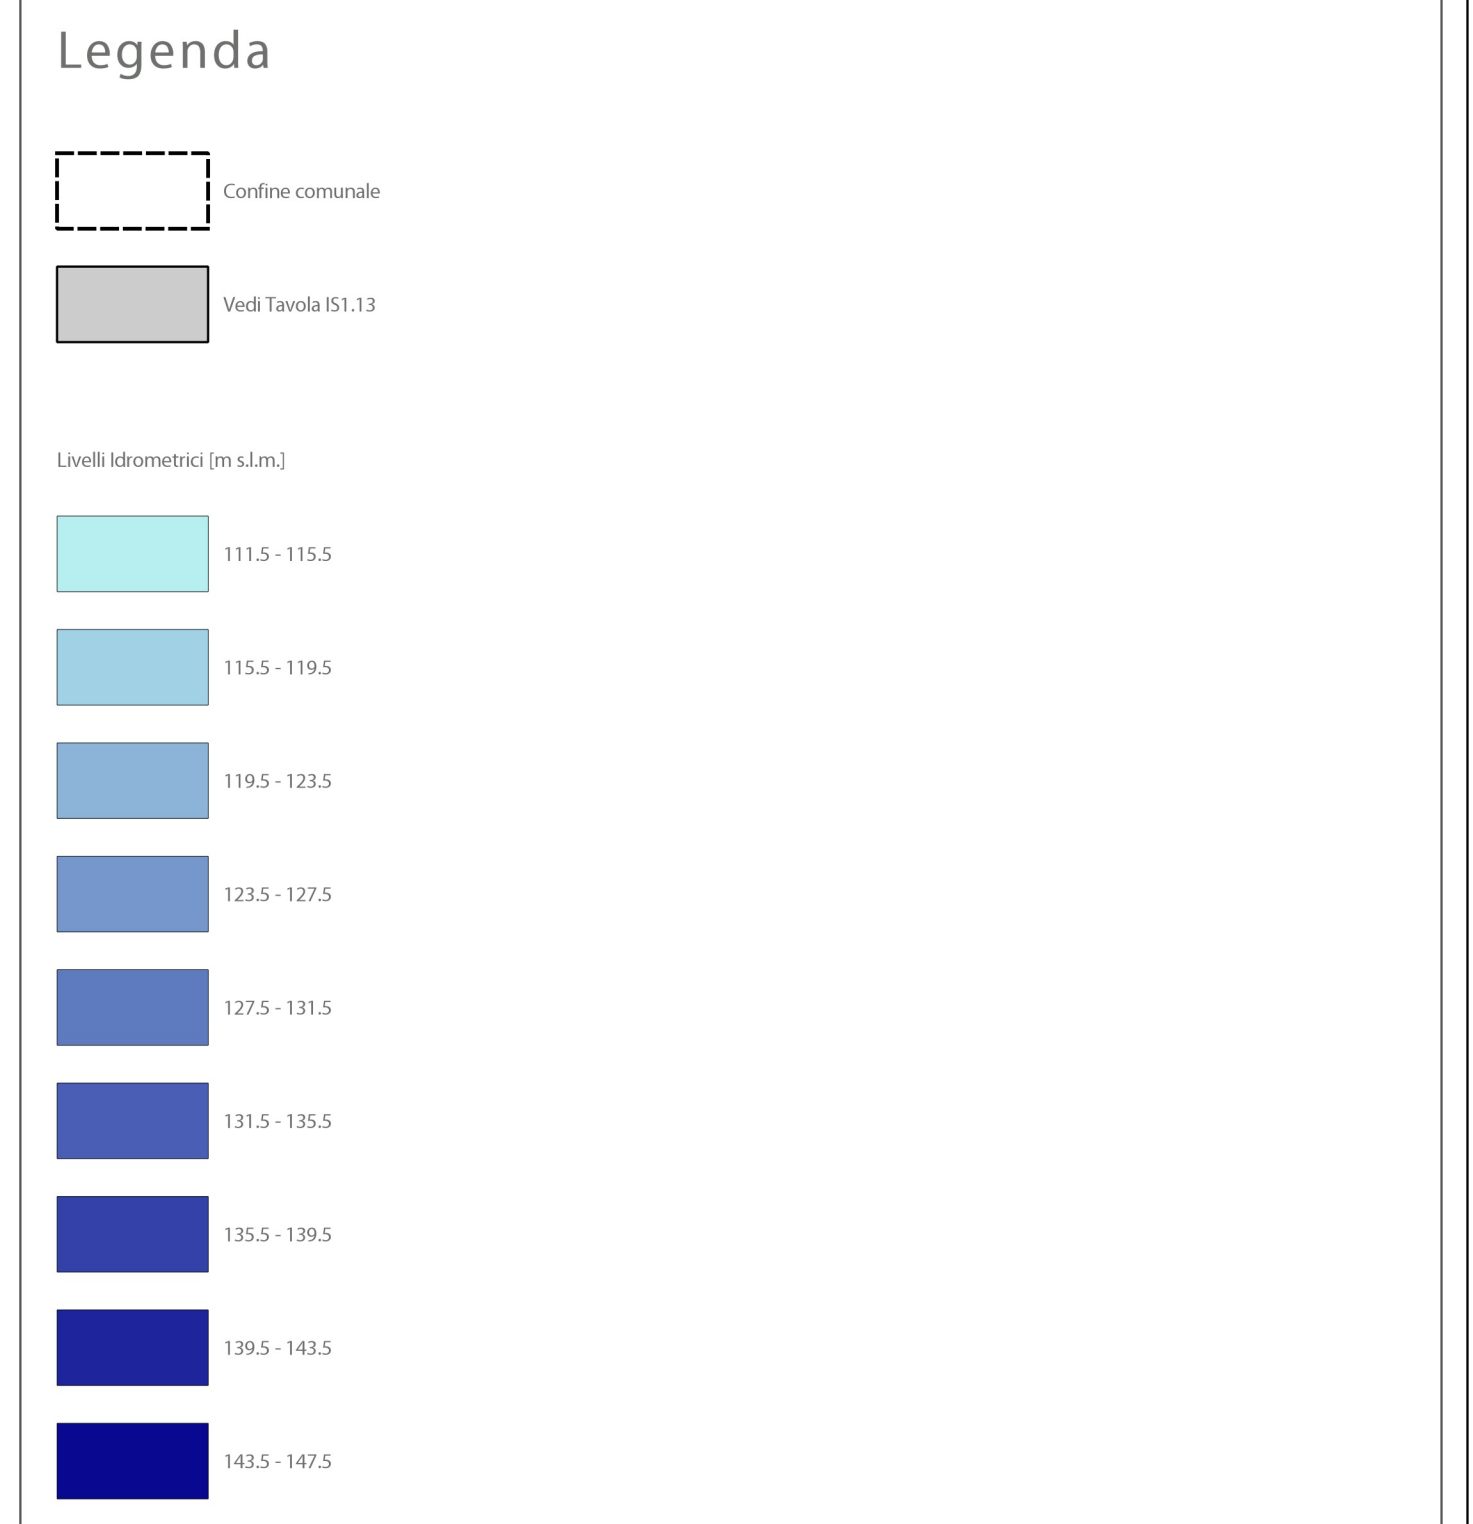 Legenda
Confine comunale
Vedi Tavola IS1.13
Livelli Idrometrici [m s.l.m.]
111.5 - 115.5
115.5 - 119.5
119.5 - 123.5
123.5 - 127.5
127.5 - 131.5
131.5 - 135.5
135.5 - 139.5
139.5 - 143.5
143.5 - 147.5